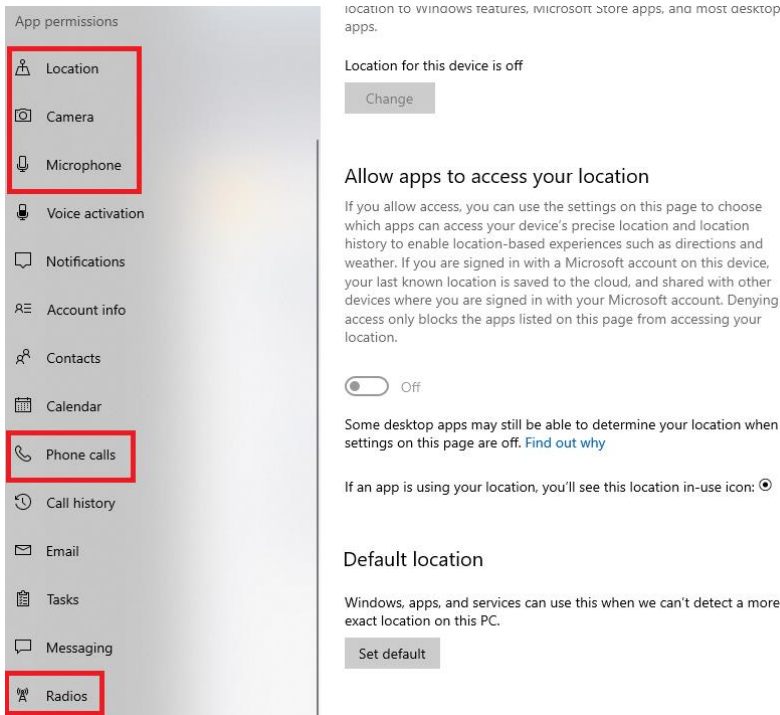 App permissions
Location
Camera
Microphone
Voice activation
Notifications
Account info
Contacts
Calendar
Phone calls
Call history
Email
Tasks
Messaging
Radios
location to Windows features, Microsoft Store apps, and most desktop
apps.
Location for this device is off
Change
Allow apps to access your location
If you allow access, you can use the settings on this page to choose
which apps can access your device's precise location and location
history to enable location-based experiences such as directions and
weather. If you are signed in with a Microsoft account on this device,
your last known location is saved to the cloud, and shared with other
devices where you are signed in with your Microsoft account. Denying
access only blocks the apps listed on this page from accessing your
location.
Off
Some desktop apps may still be able to determine your location when
settings on this page are off. Find out why
If an app is using your location, you'll see this location in-use icon:
Default location
Windows, apps, and services can use this when we can't detect a more
exact location on this PC.
Set default